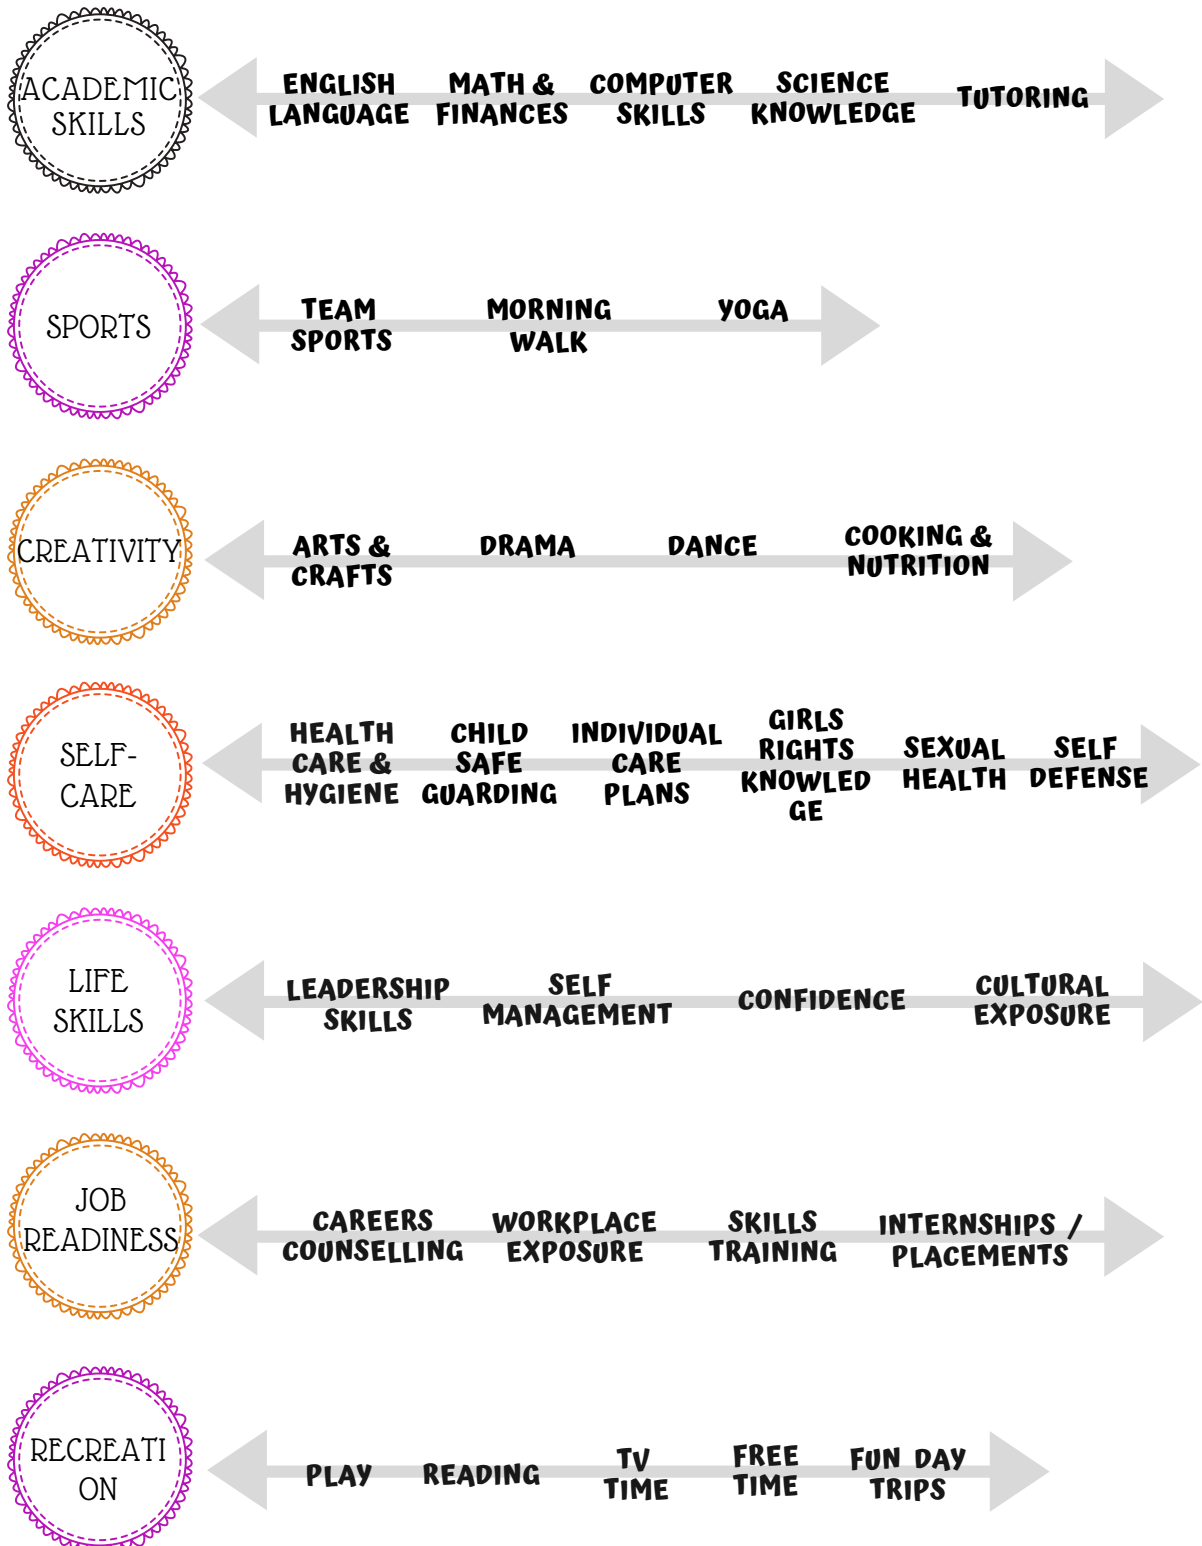 ACADEMIC
SKILLS
ENGLISH
LANGUAGE
MATH &
FINANCES
COMPUTER
SKILLS
SCIENCE
KNOWLEDGE
TUTORING
SPORTS
TEAM
SPORTS
MORNING
WALK
YOGA
CREATIVITY
ARTS &
CRAFTS
DRAMA
DANCE
COOKING &
NUTRITION
SELF-
CARE
HEALTH
CARE &
HYGIENE
CHILD
SAFE
GUARDING
INDIVIDUAL
CARE
PLANS
GIRLS
RIGHTS
KNOWLED
GE
SEXUAL
HEALTH
SELF
DEFENSE
LIFE
SKILLS
LEADERSHIP
SKILLS
SELF
MANAGEMENT
CONFIDENCE
CULTURAL
EXPOSURE
JOB
READINESS
CAREERS
COUNSELLING
WORKPLACE
EXPOSURE
SKILLS
TRAINING
INTERNSHIPS /
PLACEMENTS
RECREATI
ON
PLAY
READING
TV
TIME
FREE
TIME
FUN DAY
TRIPS